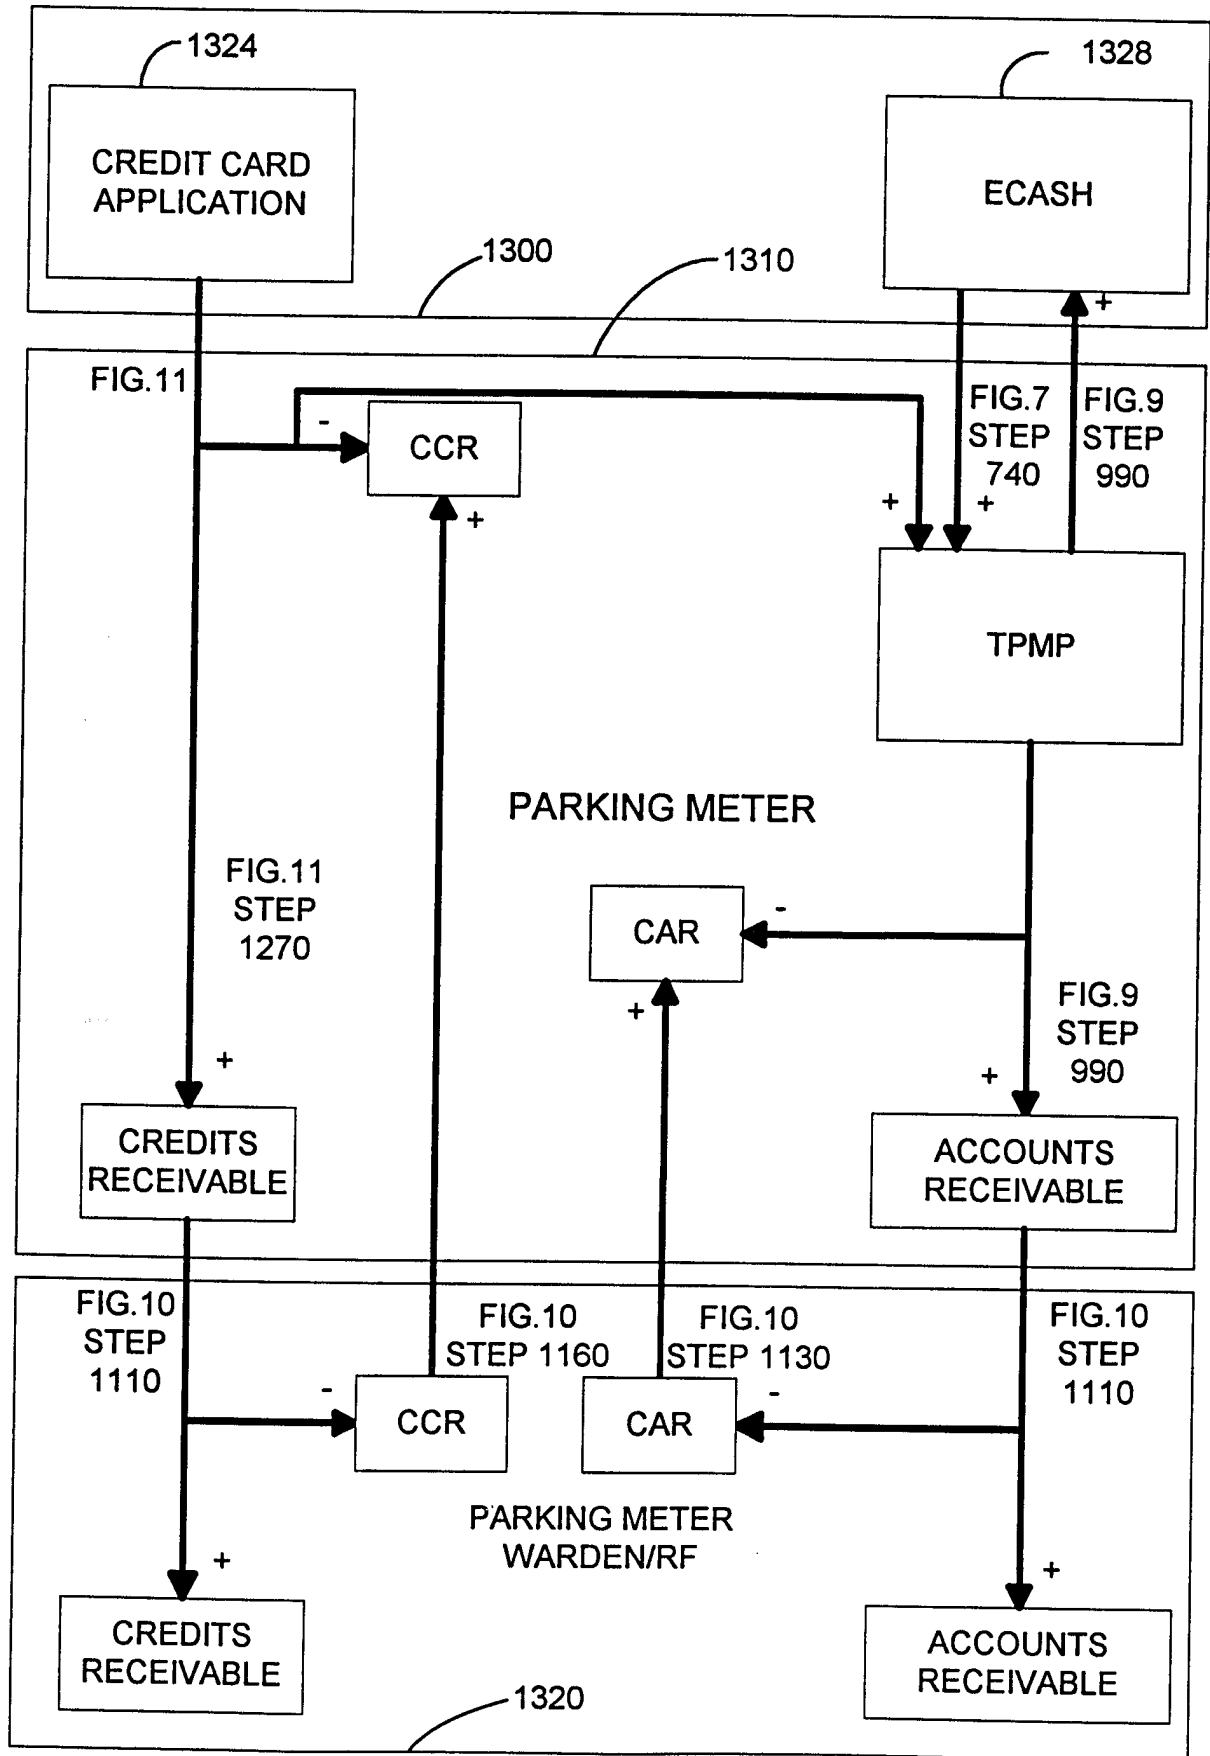 1324
1328
CREDIT CARD
APPLICATION
ECASH
1300
1310
+
FIG.11
FIG.7
STEP
740
FIG.9
STEP
990
-
CCR
+
+
+
TPMP
PARKING METER
FIG.11
STEP
1270
CAR
-
+
FIG.9
STEP
990
+
+
CREDITS
RECEIVABLE
ACCOUNTS
RECEIVABLE
FIG.10
STEP
1110
FIG.10
STEP 1160
FIG.10
STEP 1130
FIG.10
STEP
1110
-
CCR
CAR
-
PARKING METER
WARDEN/RF
+
+
CREDITS
RECEIVABLE
ACCOUNTS
RECEIVABLE
1320